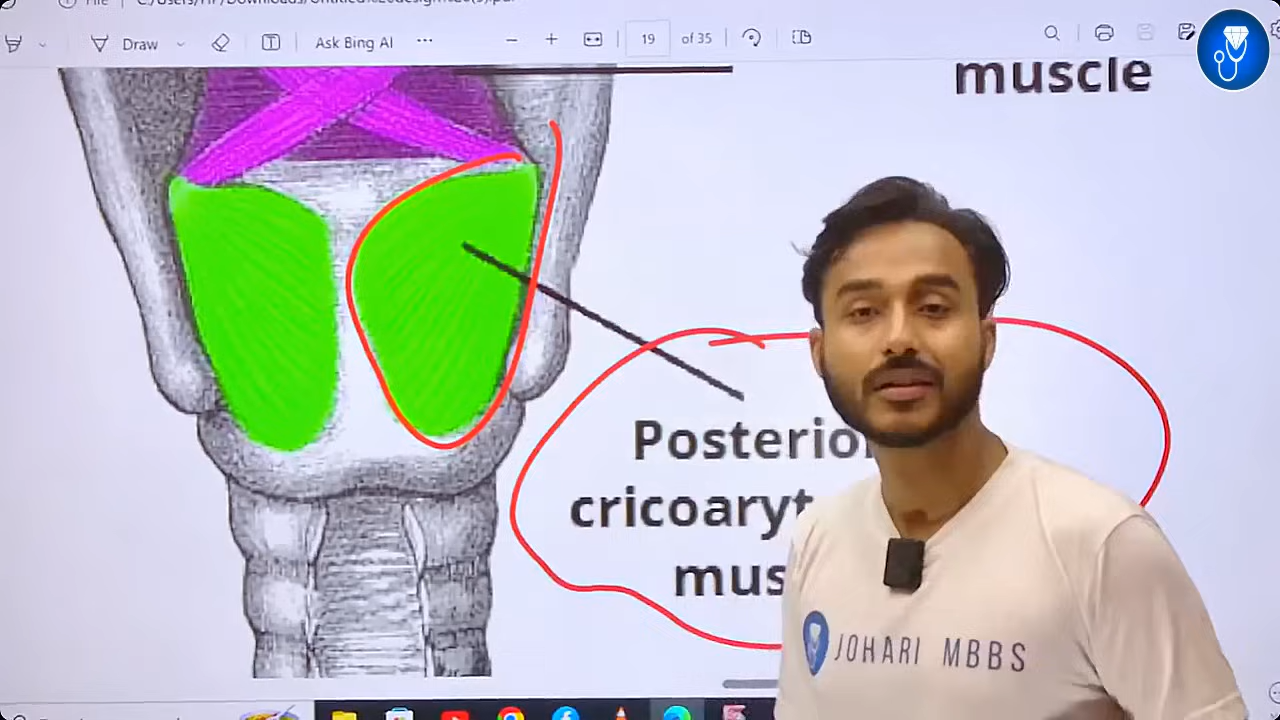 Draw
Ask Bing AI
19 of 35
muscle
Posterio
cricoaryt
mus
JOHARI MBBS